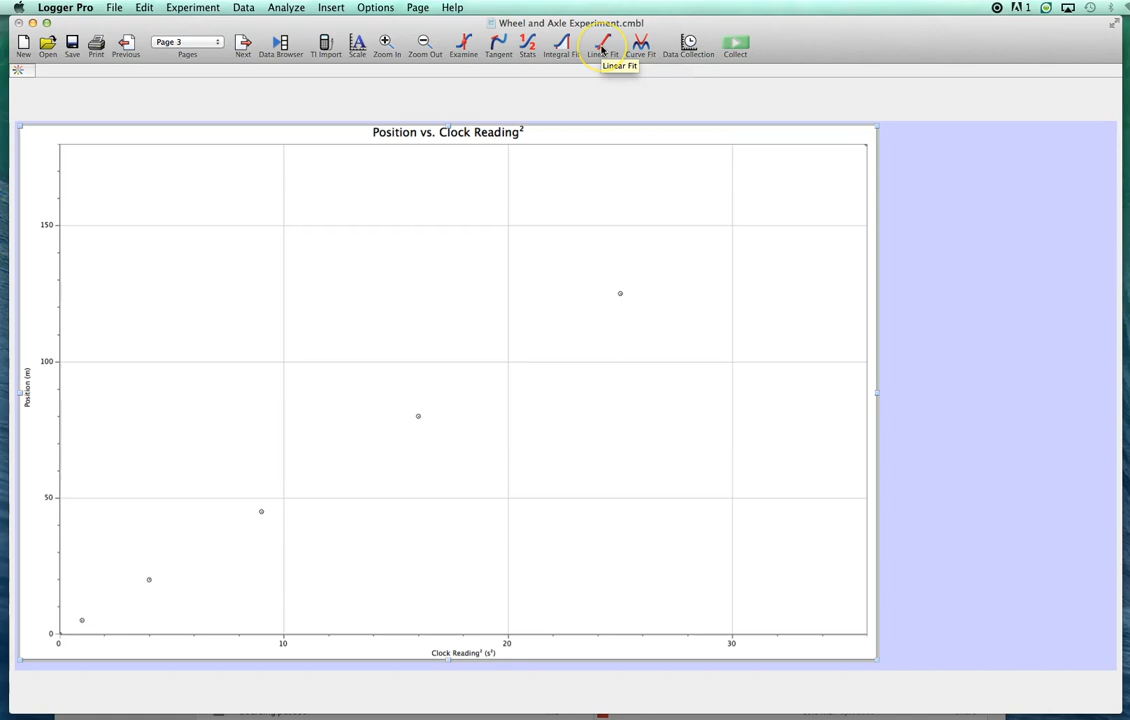 Logger Pro File Edit Experiment Data Analyze Insert Options Page Help
1
Wheel and Axle Experiment.cmbl
Page 3
New Open Save Print Previous Pages Next Data Browser TI Import Scale Zoom In Zoom Out Examine Tangent Stats Integral Fit Linear Fit Curve Fit Data Collection Collect
Linear Fit
Position vs. Clock Reading²
Position (m)
150
100
50
0
0 10 20 30
Clock Reading² (s²)